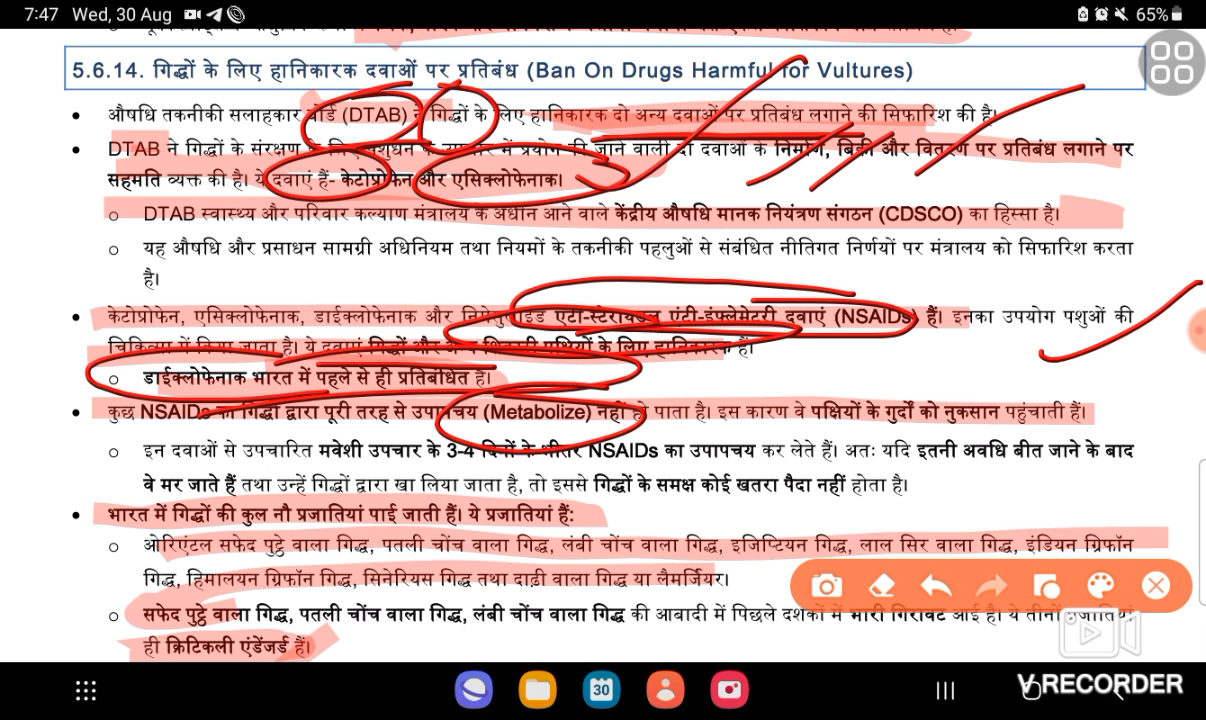 7:47 Wed, 30 Aug
65%
5.6.14. गिद्धों के लिए हानिकारक दवाओं पर प्रतिबंध (Ban On Drugs Harmful for Vultures)
• औषधि तकनीकी सलाहकार बोर्ड (DTAB) ने गिद्धों के लिए हानिकारक दो अन्य दवाओं पर प्रतिबंध लगाने की सिफारिश की है।
• DTAB ने गिद्धों के संरक्षण के लिए पशुधन के उपचार में प्रयोग की जाने वाली दो दवाओं के निर्माण, बिक्री और वितरण पर प्रतिबंध लगाने पर
सहमति व्यक्त की है। ये दवाएं हैं- केटोप्रोफेन और एसिक्लोफेनाक।
o DTAB स्वास्थ्य और परिवार कल्याण मंत्रालय के अधीन आने वाले केंद्रीय औषधि मानक नियंत्रण संगठन (CDSCO) का हिस्सा है।
o यह औषधि और प्रसाधन सामग्री अधिनियम तथा नियमों के तकनीकी पहलुओं से संबंधित नीतिगत निर्णयों पर मंत्रालय को सिफारिश करता
है।
• केटोप्रोफेन, एसिक्लोफेनाक, डाईक्लोफेनाक और निमेसुलाइड एंटी-स्टेरायडल एंटी-इंफ्लेमेटरी दवाएं (NSAIDs) हैं। इनका उपयोग पशुओं की
चिकित्सा में किया जाता है। ये दवाएं गिद्धों और अन्य शिकारी पक्षियों के लिए हानिकारक हैं।
o डाईक्लोफेनाक भारत में पहले से ही प्रतिबंधित है।
• कुछ NSAIDs का गिद्धों द्वारा पूरी तरह से उपापचय (Metabolize) नहीं हो पाता है। इस कारण वे पक्षियों के गुर्दों को नुकसान पहुंचाती हैं।
o इन दवाओं से उपचारित मवेशी उपचार के 3-4 दिनों के भीतर NSAIDs का उपापचय कर लेते हैं। अतः यदि इतनी अवधि बीत जाने के बाद
वे मर जाते हैं तथा उन्हें गिद्धों द्वारा खा लिया जाता है, तो इससे गिद्धों के समक्ष कोई खतरा पैदा नहीं होता है।
• भारत में गिद्धों की कुल नौ प्रजातियां पाई जाती हैं। ये प्रजातियां हैं:
o ओरिएंटल सफेद पुट्ठे वाला गिद्ध, पतली चोंच वाला गिद्ध, लंबी चोंच वाला गिद्ध, इजिप्टियन गिद्ध, लाल सिर वाला गिद्ध, इंडियन ग्रिफॉन
गिद्ध, हिमालयन ग्रिफॉन गिद्ध, सिनेरियस गिद्ध तथा दाढ़ी वाला गिद्ध या लैमर्जियर।
o सफेद पुट्ठे वाला गिद्ध, पतली चोंच वाला गिद्ध, लंबी चोंच वाला गिद्ध की आबादी में पिछले दशकों में भारी गिरावट आई है। ये तीनों प्रजातियां
ही क्रिटिकली एंडेंजर्ड हैं।
30
V RECORDER